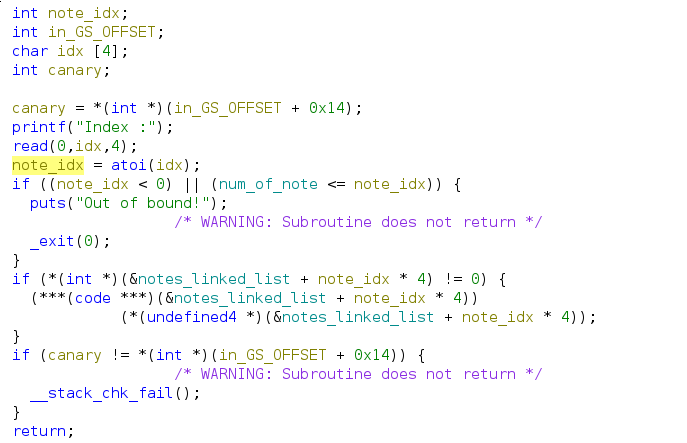 int note_idx;
int in_GS_OFFSET;
char idx [4];
int canary;

canary = *(int *)(in_GS_OFFSET + 0x14);
printf("Index :");
read(0,idx,4);
note_idx = atoi(idx);
if ((note_idx < 0) || (num_of_note <= note_idx)) {
  puts("Out of bound!");
                    /* WARNING: Subroutine does not return */
  _exit(0);
}
if (*(int *)(&notes_linked_list + note_idx * 4) != 0) {
  (***(code ***)(&notes_linked_list + note_idx * 4))
            (*(undefined4 *)(&notes_linked_list + note_idx * 4));
}
if (canary != *(int *)(in_GS_OFFSET + 0x14)) {
                    /* WARNING: Subroutine does not return */
  __stack_chk_fail();
}
return;